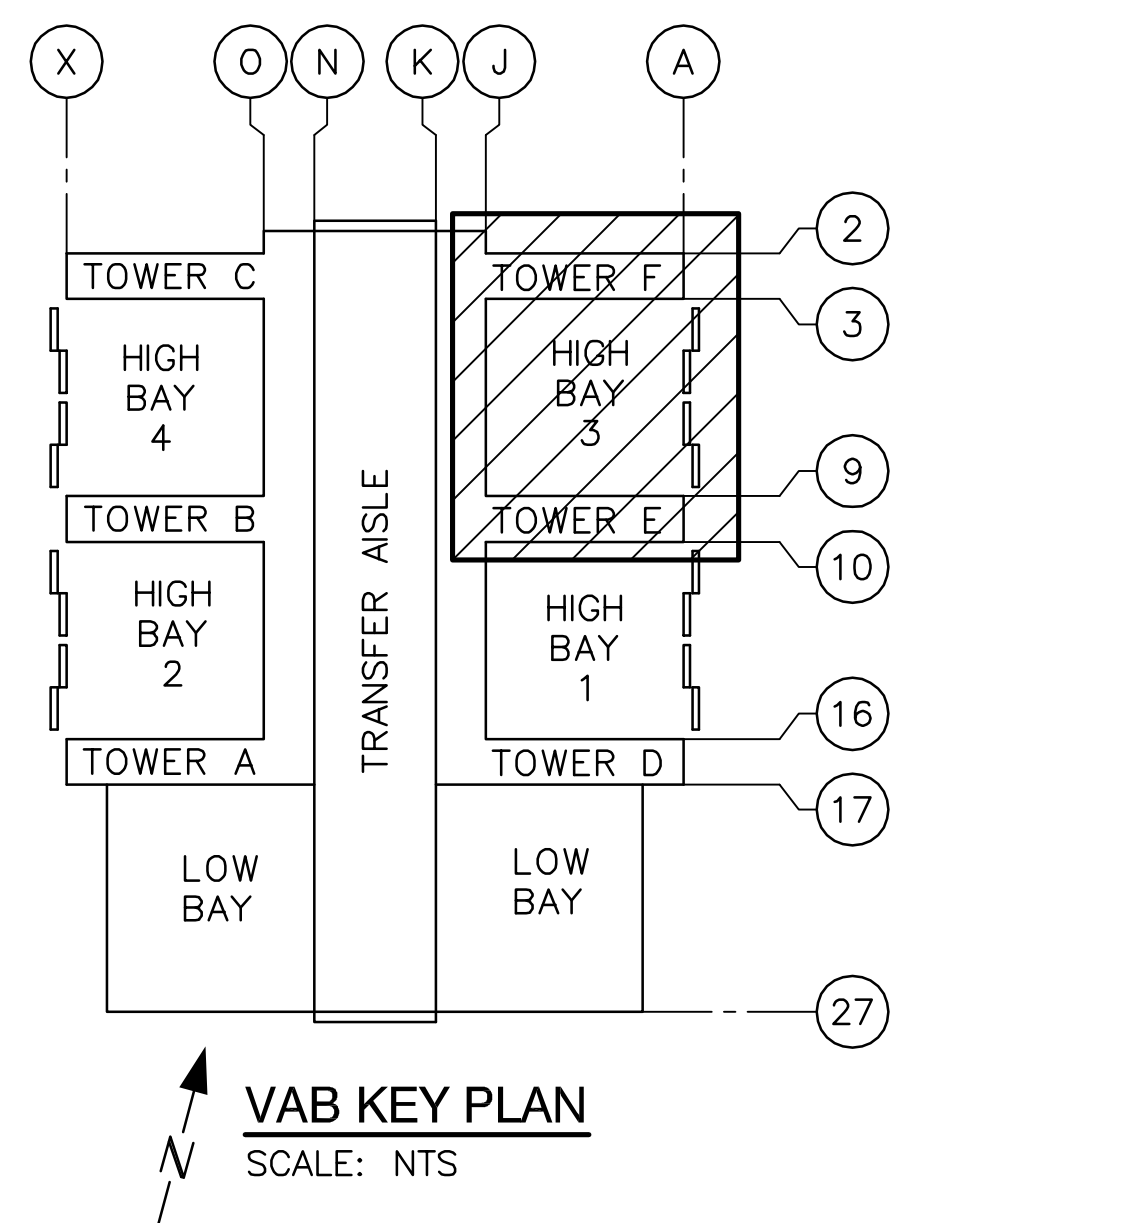 X O N K J A
2
TOWER C TOWER F
3
HIGH
BAY
4
HIGH
BAY
3
9
TOWER B TOWER E
10
TRANSFER AISLE
HIGH
BAY
2
HIGH
BAY
1
16
TOWER A TOWER D
17
LOW
BAY
LOW
BAY
27
N
VAB KEY PLAN
SCALE: NTS